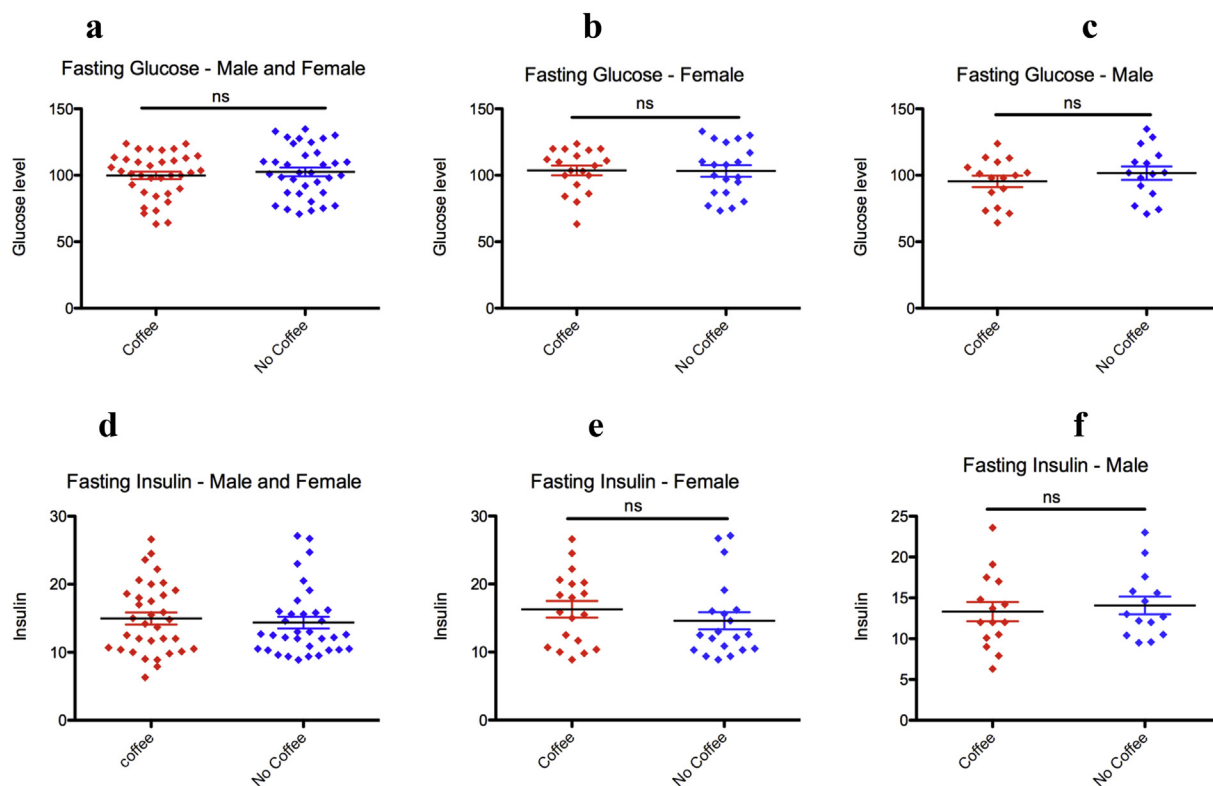 a
Fasting Glucose - Male and Female
ns
Glucose level
150
100
50
0
Coffee
No Coffee
b
Fasting Glucose - Female
ns
Glucose level
150
100
50
0
Coffee
No Coffee
c
Fasting Glucose - Male
ns
Glucose level
150
100
50
0
Coffee
No Coffee
d
Fasting Insulin - Male and Female
Insulin
30
20
10
0
coffee
No Coffee
e
Fasting Insulin - Female
ns
Insulin
30
20
10
0
Coffee
No Coffee
f
Fasting Insulin - Male
ns
Insulin
25
20
15
10
5
0
Coffee
No Coffee